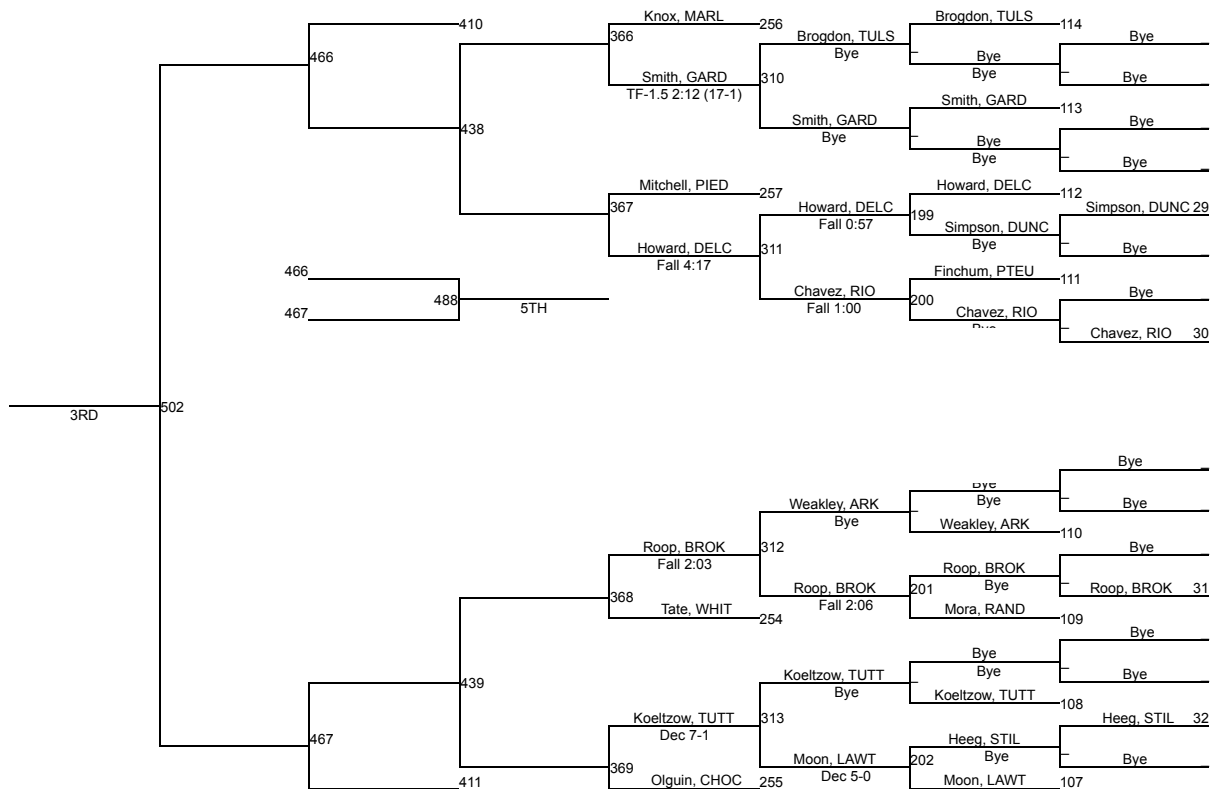 410
Knox, MARL
256
Brogdon, TULS
114
Bye
466
366
Brogdon, TULS
Bye
Bye
Bye
Bye
Smith, GARD
TF-1.5 2:12 (17-1)
310
Smith, GARD
113
438
Smith, GARD
Bye
Bye
Bye
Bye
Bye
Mitchell, PIED
257
Howard, DELC
112
367
Howard, DELC
Fall 0:57
199
Simpson, DUNC 29
Simpson, DUNC
Bye
Howard, DELC
Fall 4:17
311
Bye
466
Finchum, PTEU
111
488
5TH
Chavez, RIO
Fall 1:00
200
Bye
467
Chavez, RIO
Chavez, RIO 30
3RD
502
Bye
Weakley, ARK
Bye
Bye
Bye
Weakley, ARK
110
Roop, BROK
Fall 2:03
312
Bye
368
Roop, BROK
Fall 2:06
201
Roop, BROK
Bye
Roop, BROK 31
Tate, WHIT
254
Mora, RAND
109
Bye
439
Koeltzow, TUTT
Bye
Bye
Bye
Bye
Koeltzow, TUTT
108
Koeltzow, TUTT
Dec 7-1
313
Heeg, STIL 32
467
369
Moon, LAWT
Dec 5-0
202
Heeg, STIL
Bye
Bye
411
Olguin, CHOC
255
Moon, LAWT
107